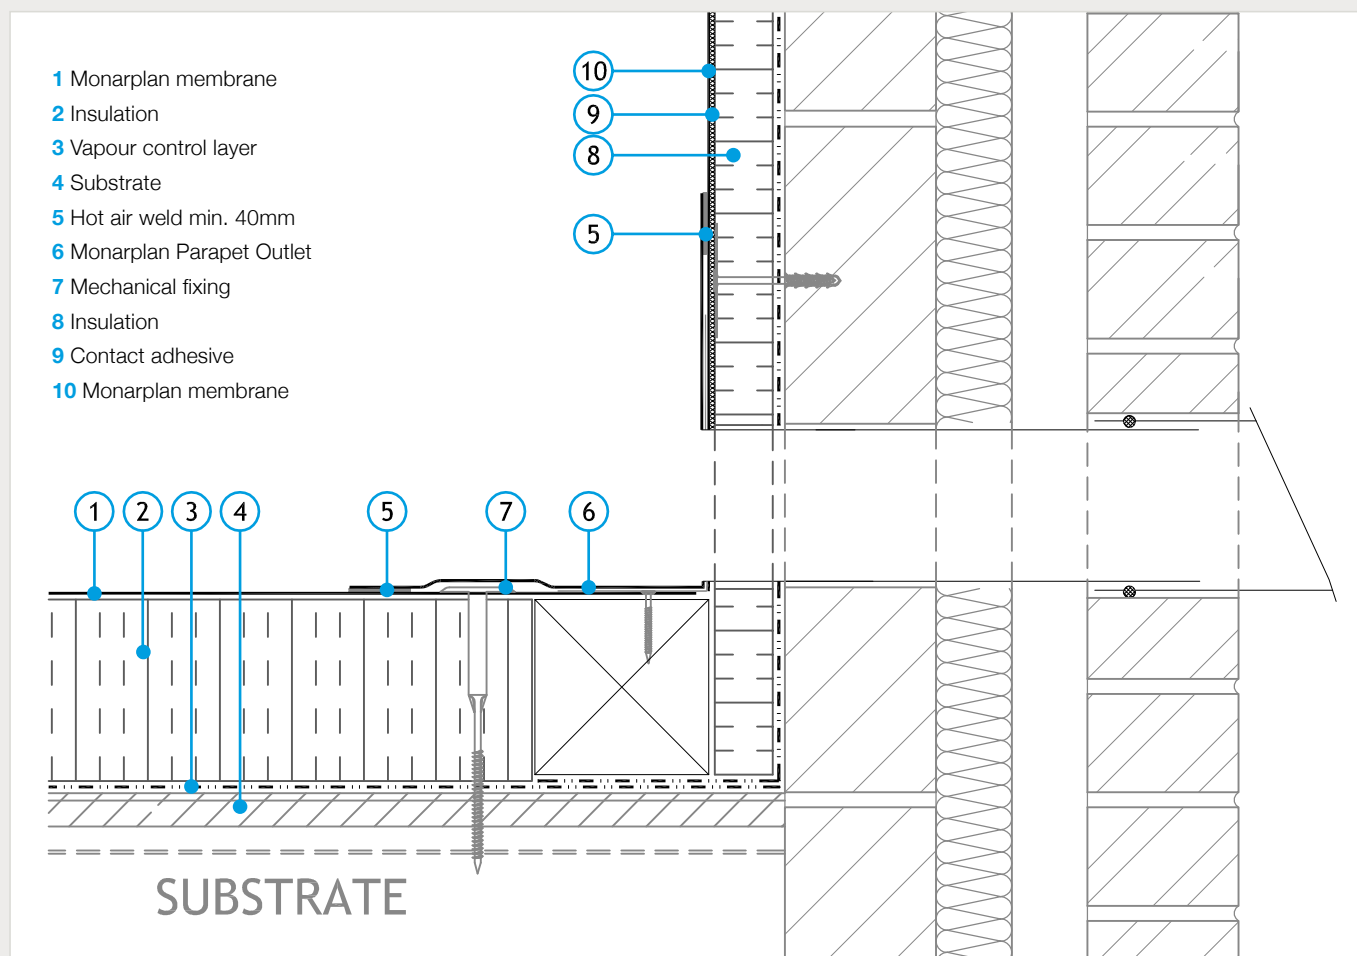 1 Monarplan membrane
2 Insulation
3 Vapour control layer
4 Substrate
5 Hot air weld min. 40mm
6 Monarplan Parapet Outlet
7 Mechanical fixing
8 Insulation
9 Contact adhesive
10 Monarplan membrane
10
9
8
5
1 2 3 4 5 7 6
SUBSTRATE